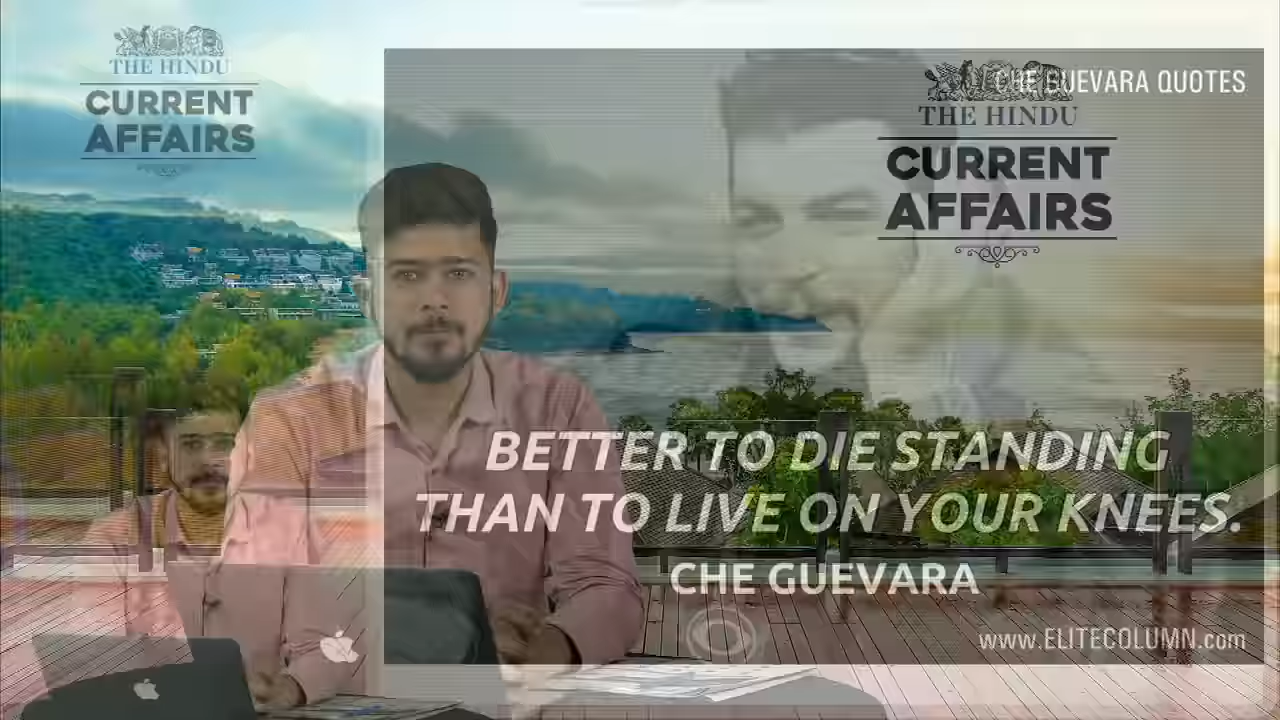 THE HINDU
CURRENT
AFFAIRS
CHE GUEVARA QUOTES
THE HINDU
CURRENT
AFFAIRS
BETTER TO DIE STANDING
THAN TO LIVE ON YOUR KNEES.
CHE GUEVARA
www.ELITECOLUMN.com